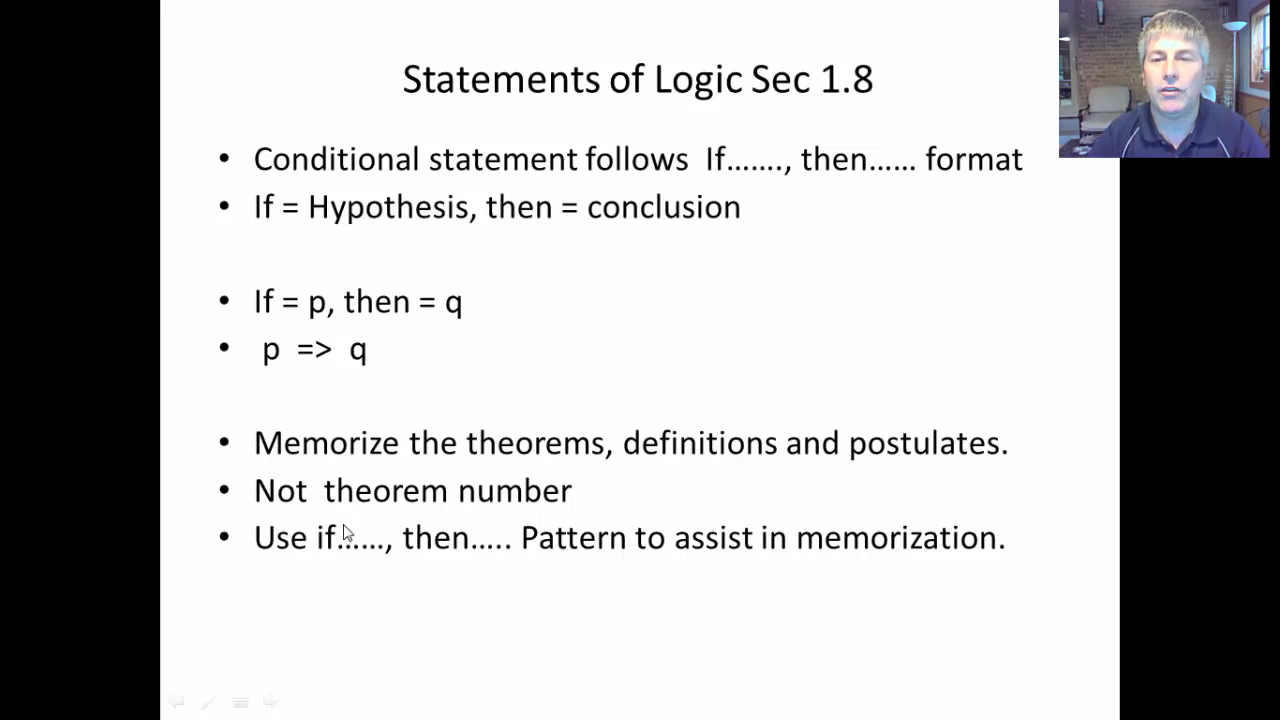 Statements of Logic Sec 1.8
• Conditional statement follows If……., then…… format
• If = Hypothesis, then = conclusion
• If = p, then = q
• p => q
• Memorize the theorems, definitions and postulates.
• Not theorem number
• Use if……, then….. Pattern to assist in memorization.